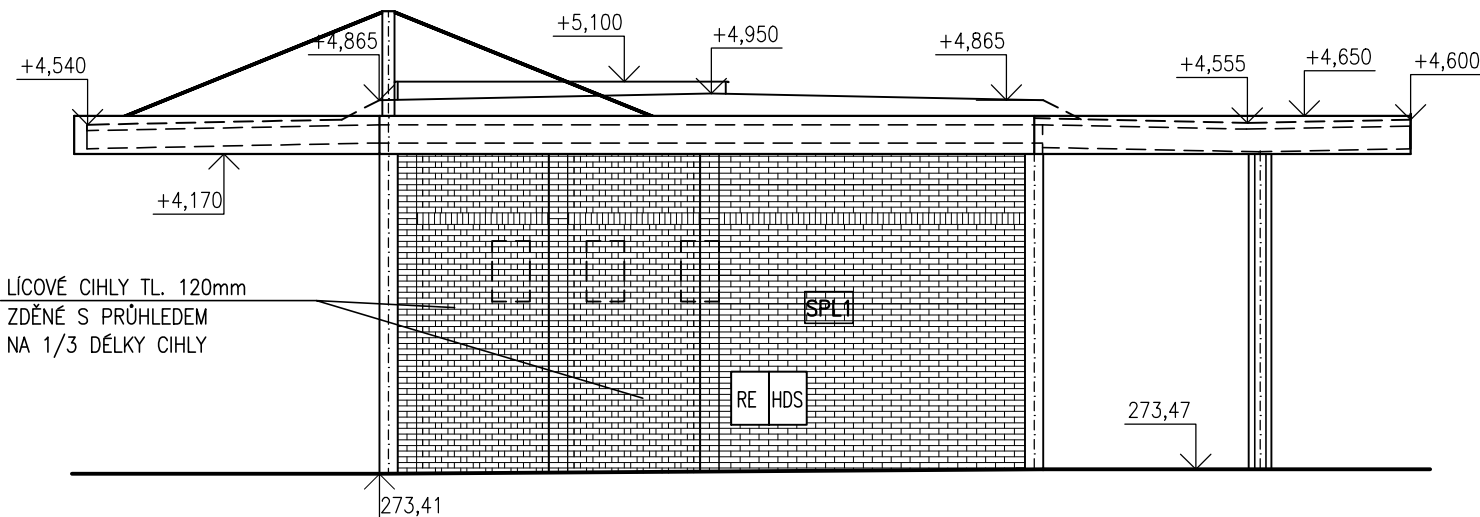 +5,100
+4,865
+4,950
+4,865
+4,540
+4,555
+4,650
+4,600
+4,170
LÍCOVÉ CIHLY TL. 120mm
ZDĚNÉ S PRŮHLEDEM
NA 1/3 DÉLKY CIHLY
SPL1
RE HDS
273,47
273,41